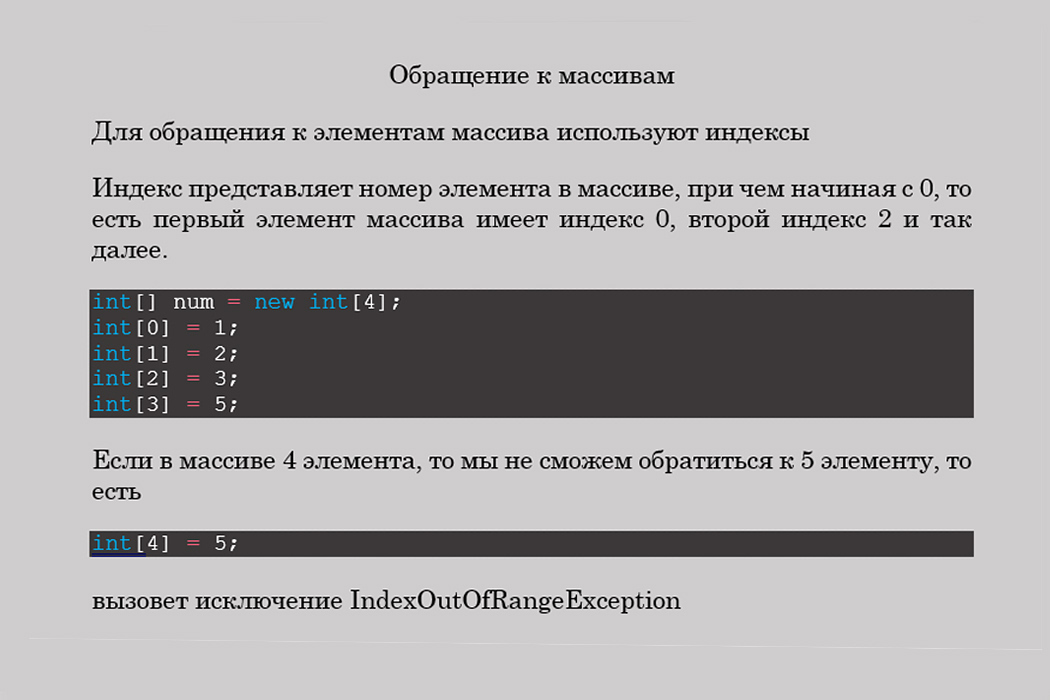 Обращение к массивам
Для обращения к элементам массива используют индексы
Индекс представляет номер элемента в массиве, при чем начиная с 0, то
есть первый элемент массива имеет индекс 0, второй индекс 2 и так
далее.
int[] num = new int[4];
int[0] = 1;
int[1] = 2;
int[2] = 3;
int[3] = 5;
Если в массиве 4 элемента, то мы не сможем обратиться к 5 элементу, то
есть
int[4] = 5;
вызовет исключение IndexOutOfRangeException